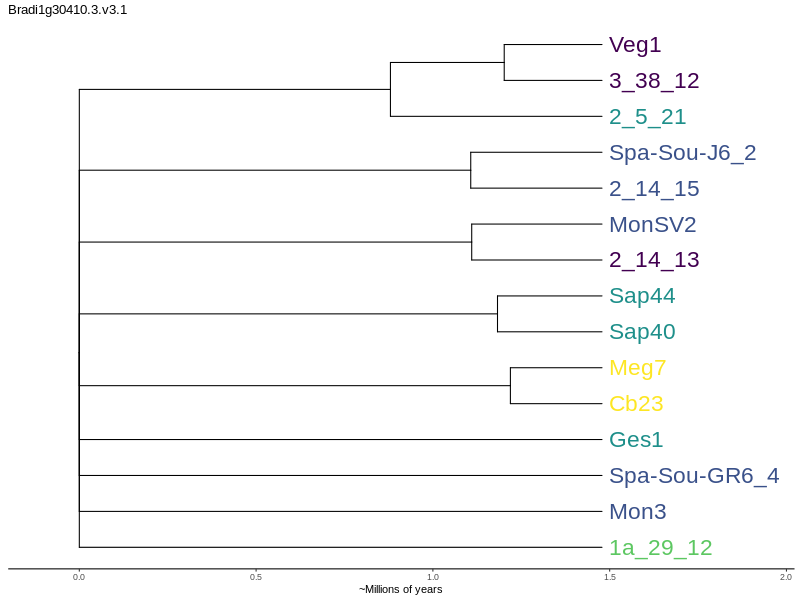 Bradi1g30410.3.v3.1
Veg1
3_38_12
2_5_21
Spa-Sou-J6_2
2_14_15
MonSV2
2_14_13
Sap44
Sap40
Meg7
Cb23
Ges1
Spa-Sou-GR6_4
Mon3
1a_29_12
0.0 0.5 1.0 1.5 2.0
~Millions of years